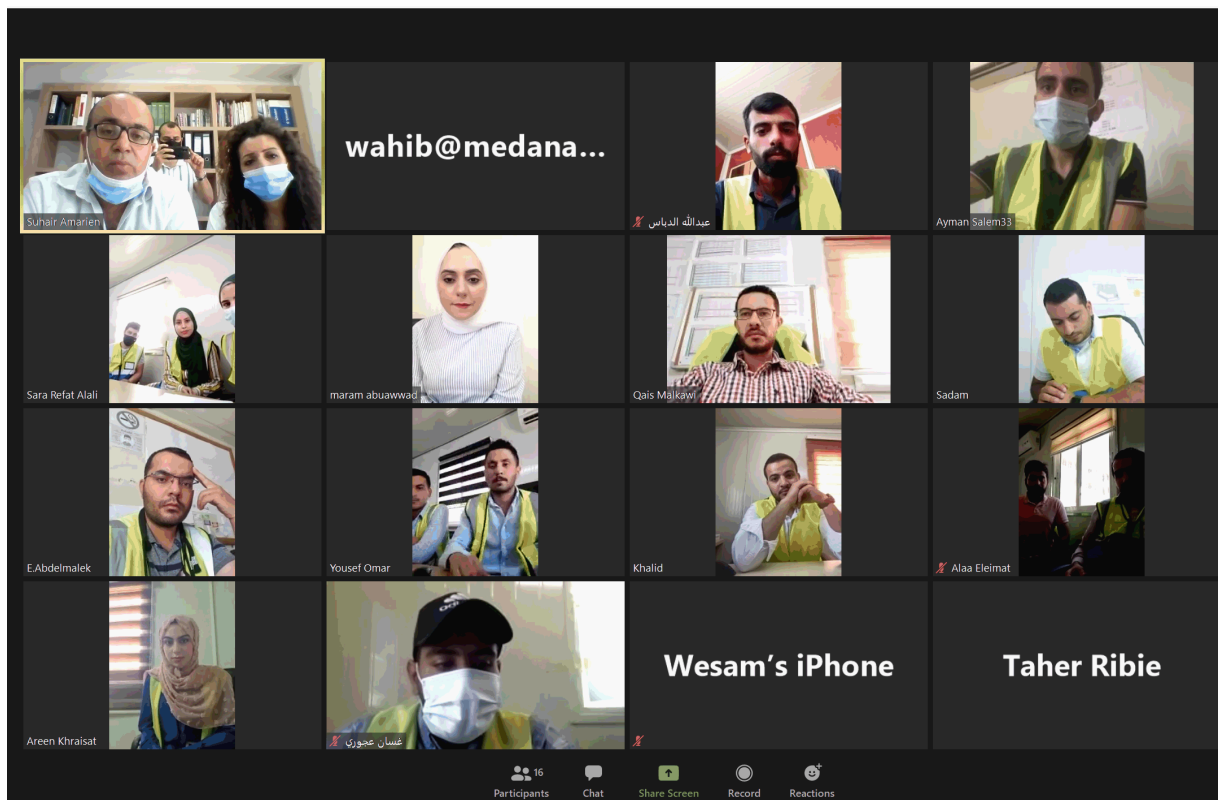 Suhair Amarien
wahib@medana...
عبدالله الدباس
Ayman Salem33
Sara Refat Alali
maram abuawwad
Qais Malkawi
Sadam
E.Abdelmalek
Yousef Omar
Khalid
Alaa Eleimat
Areen Khraisat
غسان عجوري
Wesam’s iPhone
Taher Ribie
16
Participants
Chat
Share Screen
Record
Reactions